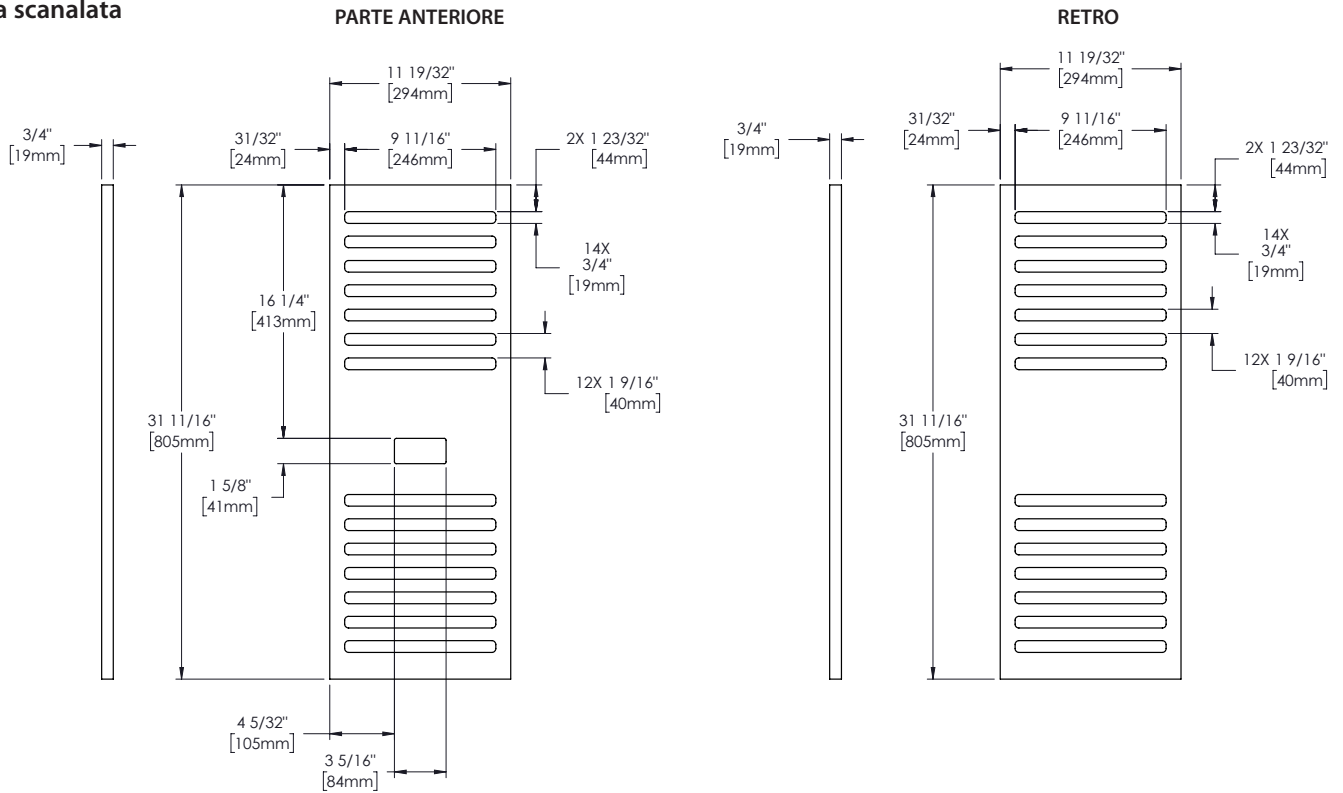 a scanalata
PARTE ANTERIORE
11 19/32"
[294mm]
3/4"
[19mm]
31/32"
[24mm]
9 11/16"
[246mm]
2X 1 23/32"
[44mm]
14X
3/4"
[19mm]
16 1/4"
[413mm]
12X 1 9/16"
[40mm]
31 11/16"
[805mm]
1 5/8"
[41mm]
4 5/32"
[105mm]
3 5/16"
[84mm]
RETRO
11 19/32"
[294mm]
3/4"
[19mm]
31/32"
[24mm]
9 11/16"
[246mm]
2X 1 23/32"
[44mm]
14X
3/4"
[19mm]
12X 1 9/16"
[40mm]
31 11/16"
[805mm]